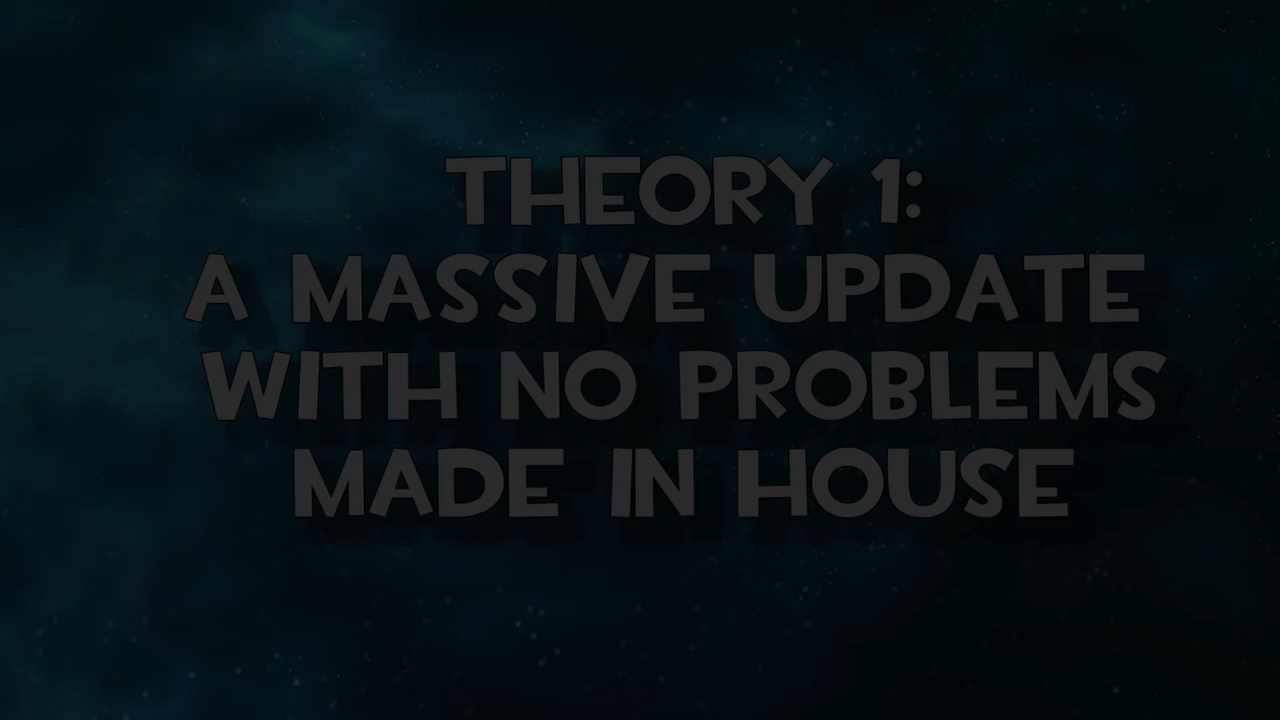 THEORY 1:
A MASSIVE UPDATE
WITH NO PROBLEMS
MADE IN HOUSE